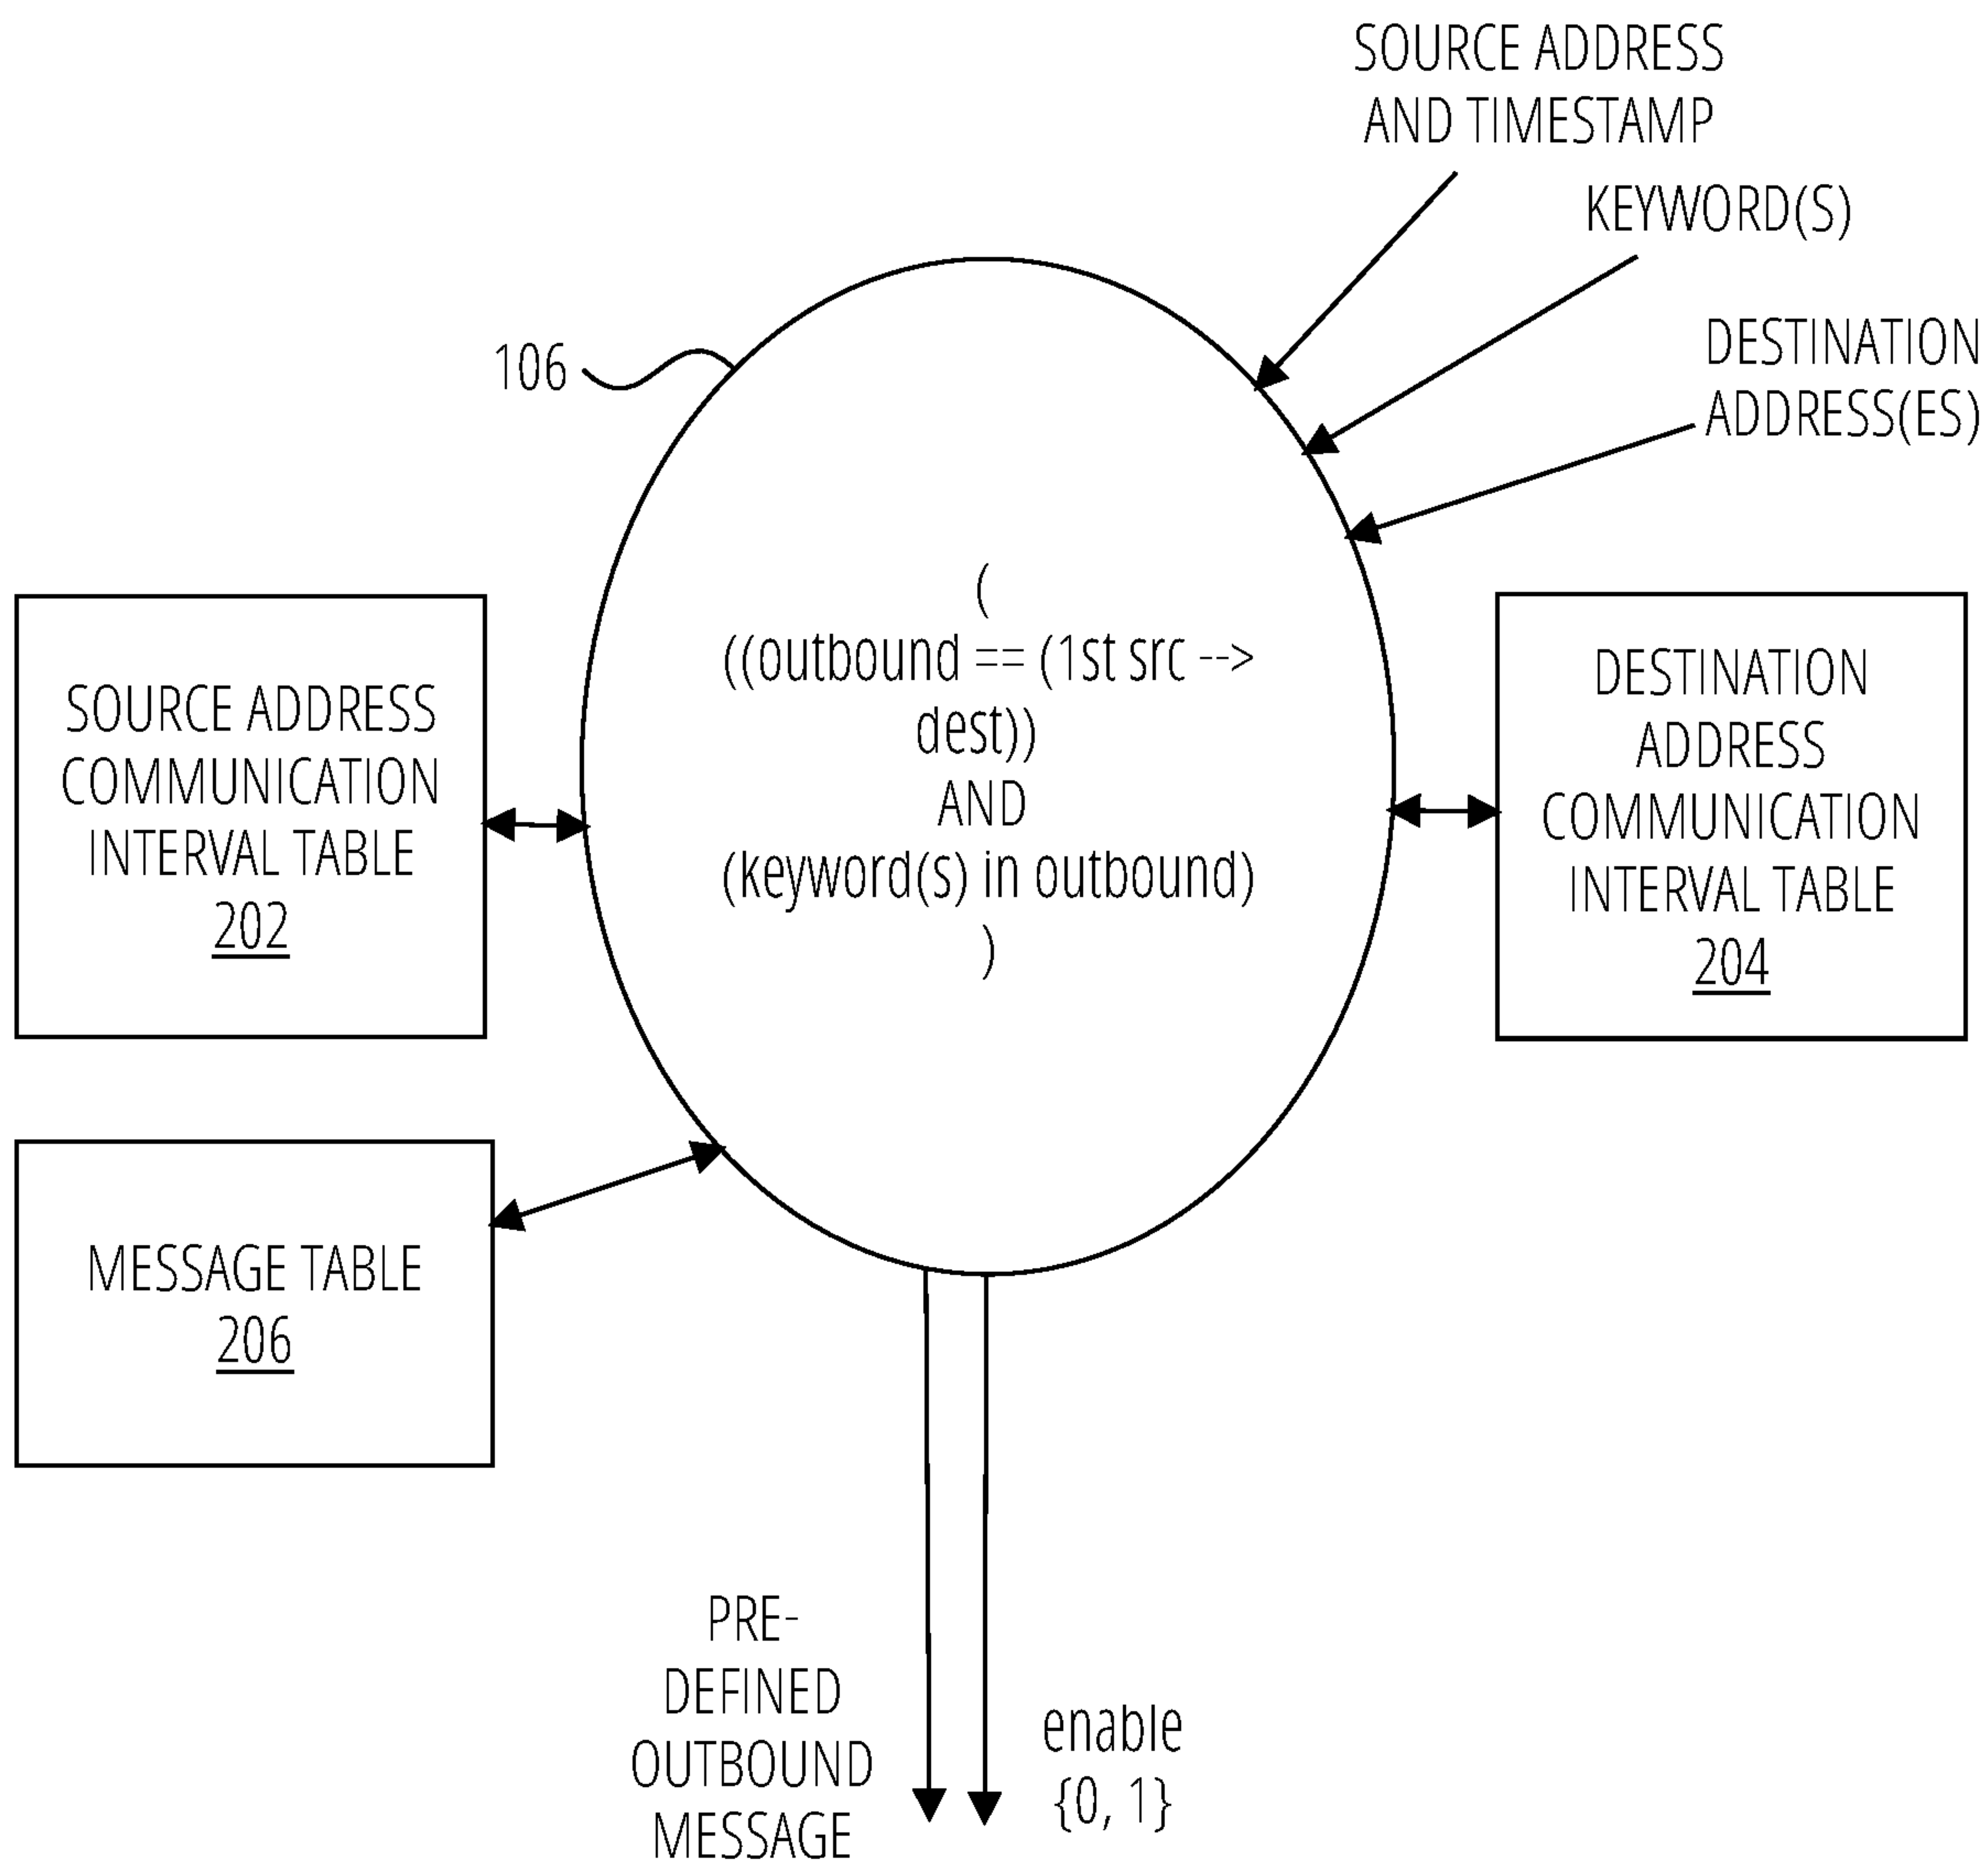 SOURCE ADDRESS
AND TIMESTAMP
KEYWORD(S)
DESTINATION
ADDRESS(ES)
106
(
((outbound == (1st src -->
dest))
AND
(keyword(s) in outbound)
)
SOURCE ADDRESS
COMMUNICATION
INTERVAL TABLE
202
DESTINATION
ADDRESS
COMMUNICATION
INTERVAL TABLE
204
MESSAGE TABLE
206
PRE-
DEFINED
OUTBOUND
MESSAGE
enable
{0, 1}